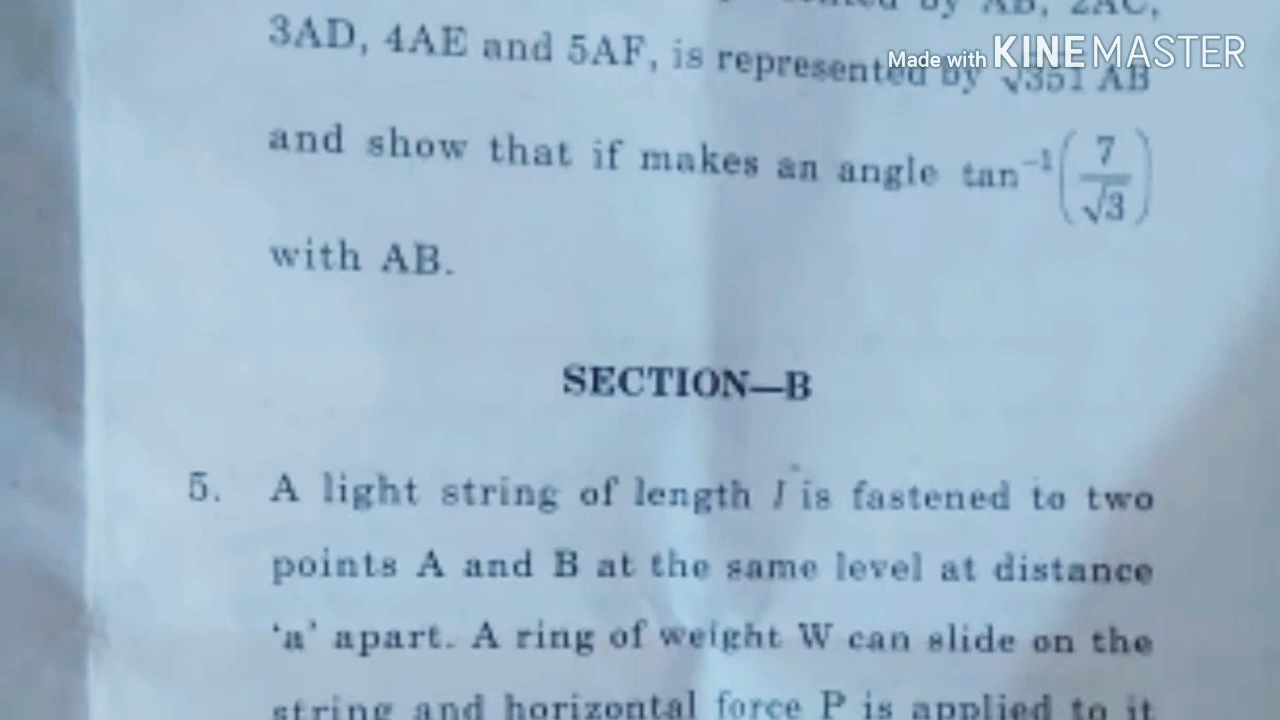 by AB, 2AC,
3AD, 4AE and 5AF, is represented by √351 AB
Made with KINEMASTER
and show that if makes an angle tan⁻¹(7/√3)
with AB.
SECTION—B
5. A light string of length l is fastened to two
points A and B at the same level at distance
'a' apart. A ring of weight W can slide on the
string and horizontal force P is applied to it